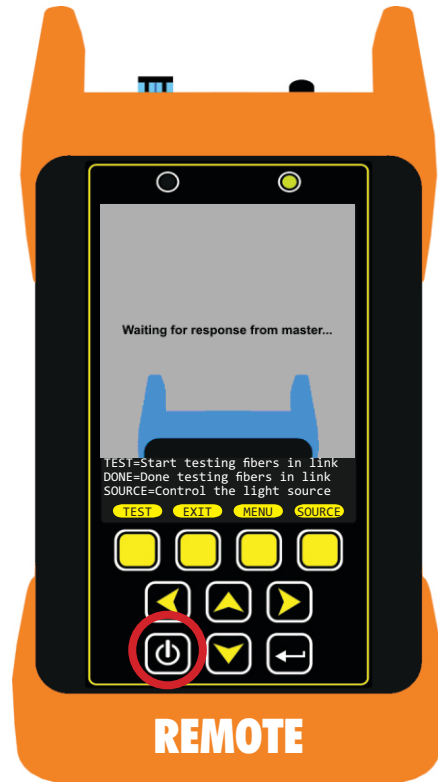 Waiting for response from master...
TEST=Start testing fibers in link
DONE=Done testing fibers in link
SOURCE=Control the light source
TEST EXIT MENU SOURCE
REMOTE